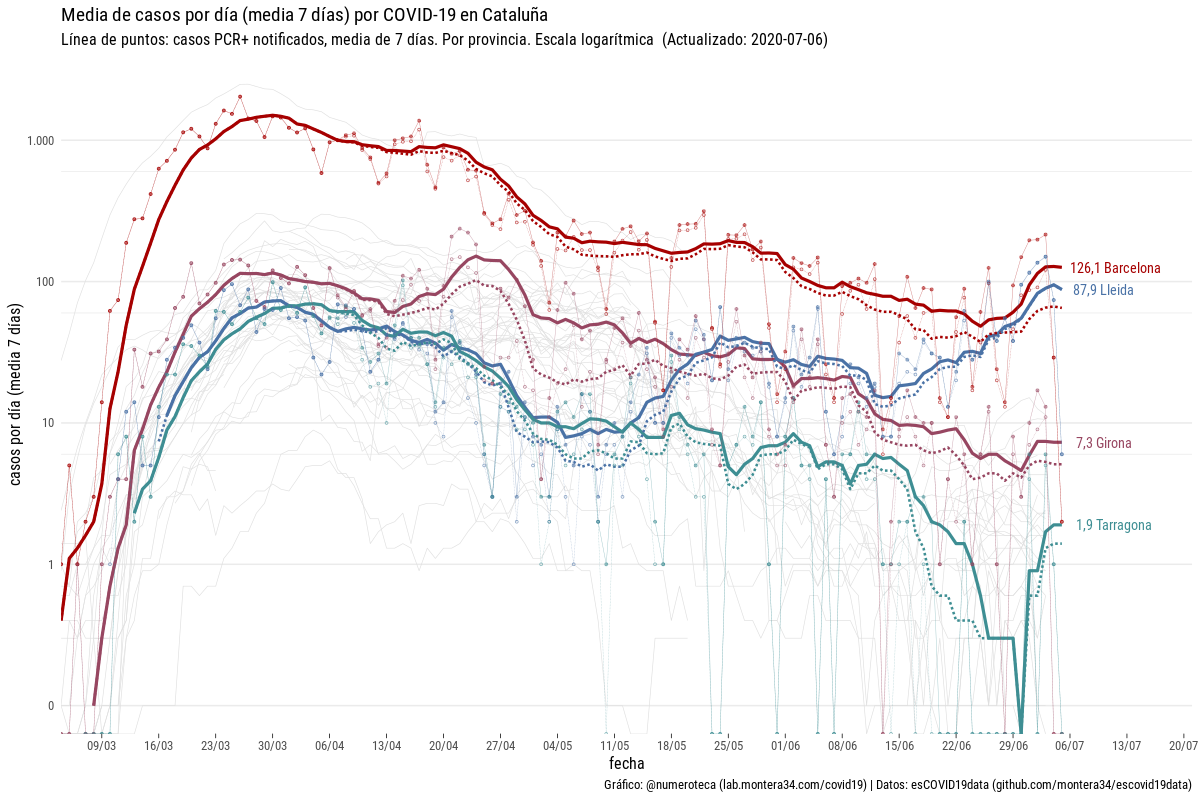 Media de casos por día (media 7 días) por COVID-19 en Cataluña
Línea de puntos: casos PCR+ notificados, media de 7 días. Por provincia. Escala logarítmica (Actualizado: 2020-07-06)
casos por día (media 7 días)
1.000
100
10
1
0
126,1 Barcelona
87,9 Lleida
7,3 Girona
1,9 Tarragona
09/03 16/03 23/03 30/03 06/04 13/04 20/04 27/04 04/05 11/05 18/05 25/05 01/06 08/06 15/06 22/06 29/06 06/07 13/07 20/07
fecha
Gráfico: @numeroteca (lab.montera34.com/covid19) | Datos: esCOVID19data (github.com/montera34/escovid19data)